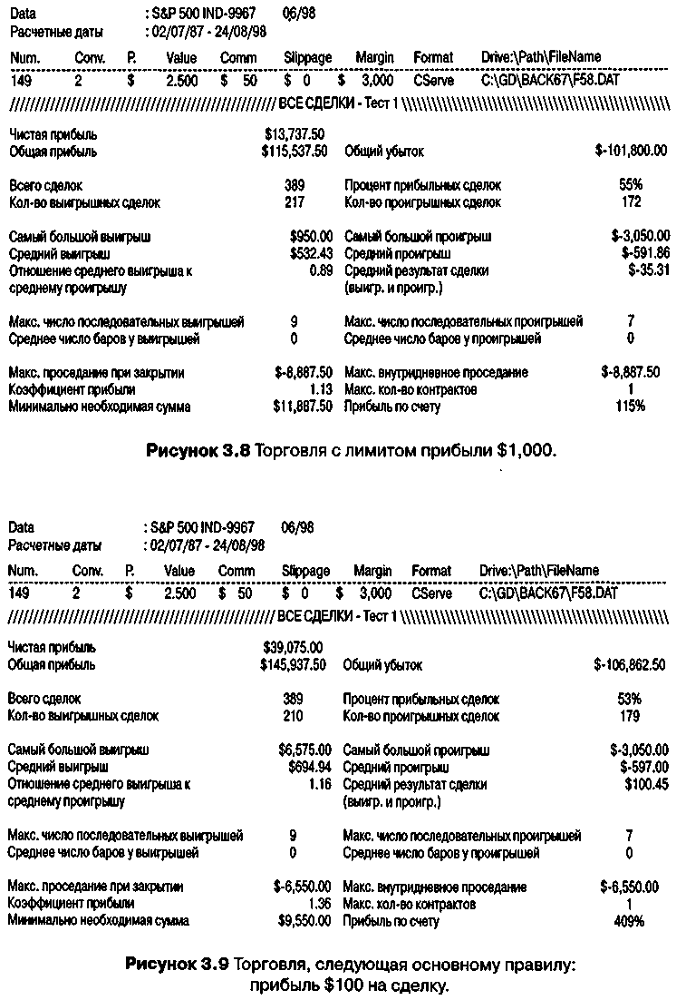 Data : S&P 500 IND-9967 06/98
Расчетные даты : 02/07/87 - 24/08/98
Num. Conv. P. Value Comm Slippage Margin Format Drive:\Path\FileName
149 2 $ 2.500 $ 50 $ 0 $ 3,000 CServe C:\GD\BACK67\F58.DAT
//////////////////////////////////////////////// ВСЕ СДЕЛКИ - Тест 1 \\\\\\\\\\\\\\\\\\\\\\\\\\\\\\\\\\\\\\\\\\\\\\\\
Чистая прибыль $13,737.50
Общая прибыль $115,537.50 Общий убыток $-101,800.00
Всего сделок 389 Процент прибыльных сделок 55%
Кол-во выигрышных сделок 217 Кол-во проигрышных сделок 172
Самый большой выигрыш $950.00 Самый большой проигрыш $-3,050.00
Средний выигрыш $532.43 Средний проигрыш $-591.86
Отношение среднего выигрыша к 0.89 Средний результат сделки $-35.31
среднему проигрышу (выигр. и проигр.)
Макс. число последовательных выигрышей 9 Макс. число последовательных проигрышей 7
Среднее число баров у выигрышей 0 Среднее число баров у проигрышей 0
Макс. проседание при закрытии $-8,887.50 Макс. внутридневное проседание $-8,887.50
Коэффициент прибыли 1.13 Макс. кол-во контрактов 1
Минимально необходимая сумма $11,887.50 Прибыль по счету 115%
Рисунок 3.8 Торговля с лимитом прибыли $1,000.
Data : S&P 500 IND-9967 06/98
Расчетные даты : 02/07/87 - 24/08/98
Num. Conv. P. Value Comm Slippage Margin Format Drive:\Path\FileName
149 2 $ 2.500 $ 50 $ 0 $ 3,000 CServe C:\GD\BACK67\F58.DAT
//////////////////////////////////////////////// ВСЕ СДЕЛКИ - Тест 1 \\\\\\\\\\\\\\\\\\\\\\\\\\\\\\\\\\\\\\\\\\\\\\\\
Чистая прибыль $39,075.00
Общая прибыль $145,937.50 Общий убыток $-106,862.50
Всего сделок 389 Процент прибыльных сделок 53%
Кол-во выигрышных сделок 210 Кол-во проигрышных сделок 179
Самый большой выигрыш $6,575.00 Самый большой проигрыш $-3,050.00
Средний выигрыш $694.94 Средний проигрыш $-597.00
Отношение среднего выигрыша к 1.16 Средний результат сделки $100.45
среднему проигрышу (выигр. и проигр.)
Макс. число последовательных выигрышей 9 Макс. число последовательных проигрышей 7
Среднее число баров у выигрышей 0 Среднее число баров у проигрышей 0
Макс. проседание при закрытии $-6,550.00 Макс. внутридневное проседание $-6,550.00
Коэффициент прибыли 1.36 Макс. кол-во контрактов 1
Минимально необходимая сумма $9,550.00 Прибыль по счету 409%
Рисунок 3.9 Торговля, следующая основному правилу:
прибыль $100 на сделку.